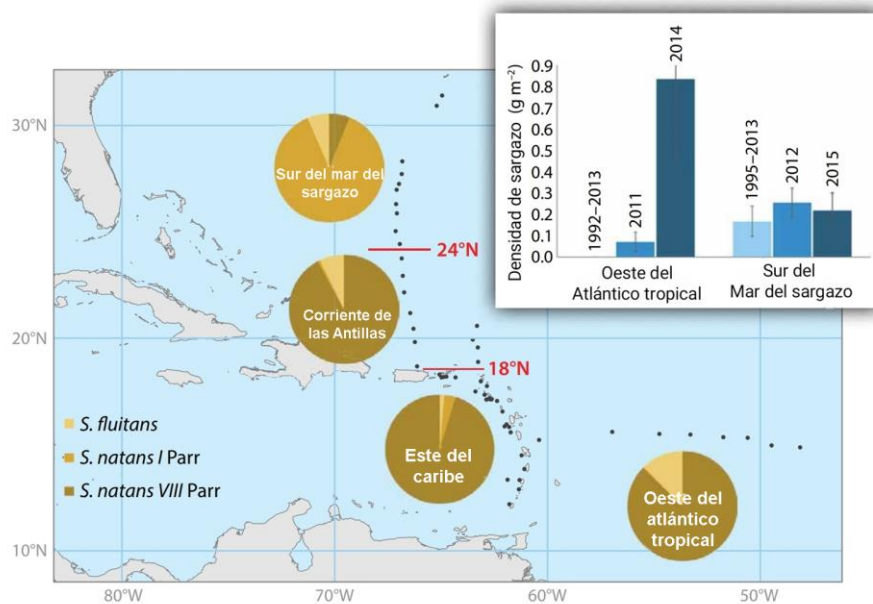 Densidad de sargazo (g m⁻²)
0.9
0.8
0.7
0.6
0.5
0.4
0.3
0.2
0.1
0.0
1992–2013
2011
2014
1995–2013
2012
2015
Oeste del
Atlántico tropical
Sur del
Mar del sargazo
30°N
20°N
10°N
Sur del mar del
sargazo
24°N
Corriente de
las Antillas
18°N
S. fluitans
S. natans I Parr
S. natans VIII Parr
Este del
caribe
Oeste del
atlántico
tropical
80°W
70°W
60°W
50°W